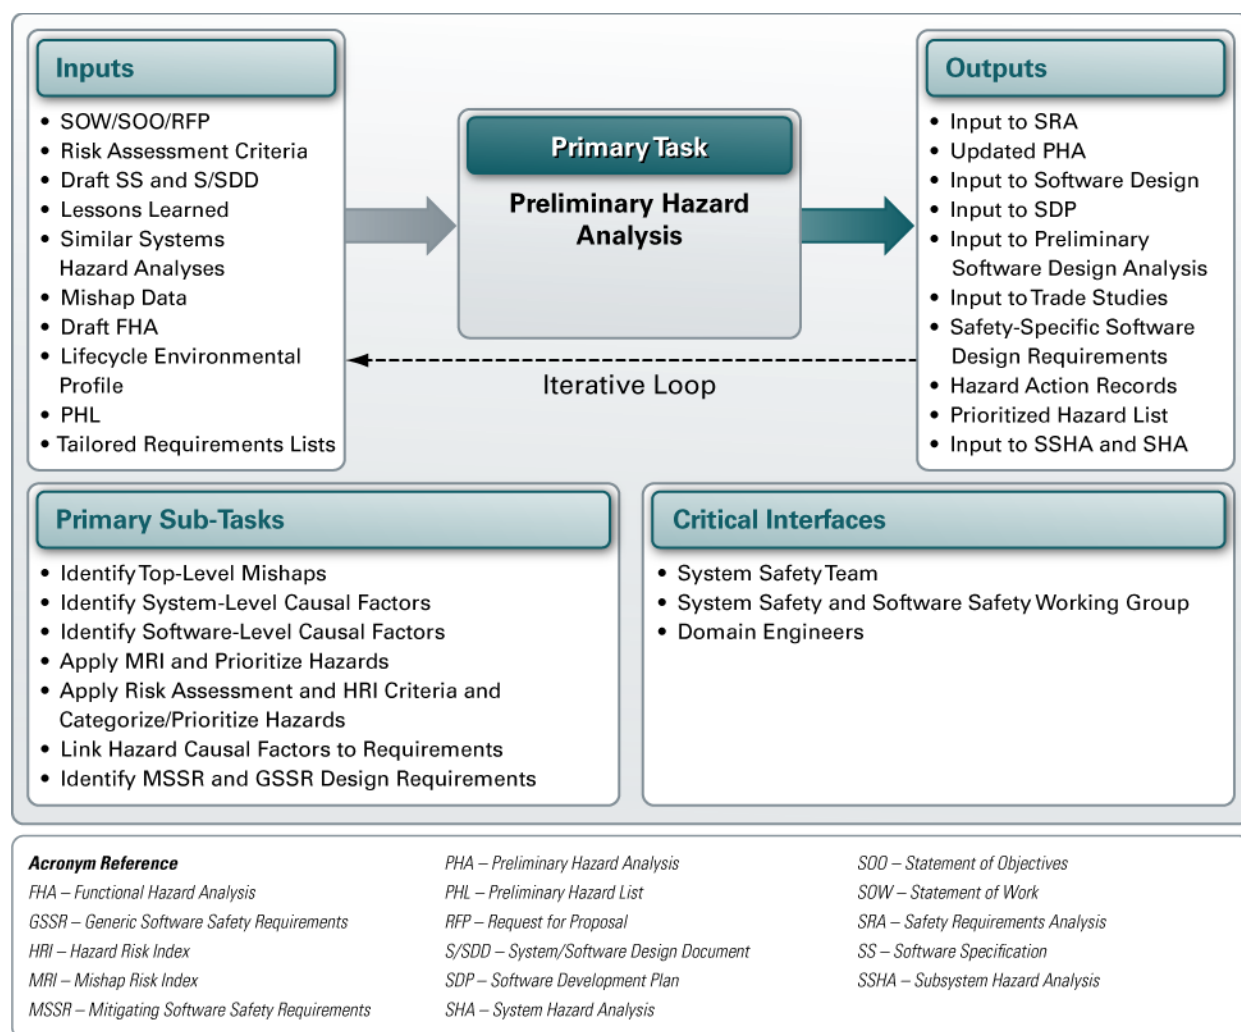 Inputs
• SOW/SOO/RFP
• Risk Assessment Criteria
• Draft SS and S/SDD
• Lessons Learned
• Similar Systems
Hazard Analyses
• Mishap Data
• Draft FHA
• Lifecycle Environmental
Profile
• PHL
• Tailored Requirements Lists
Primary Task
Preliminary Hazard
Analysis
Iterative Loop
Outputs
• Input to SRA
• Updated PHA
• Input to Software Design
• Input to SDP
• Input to Preliminary
Software Design Analysis
• Input to Trade Studies
• Safety-Specific Software
Design Requirements
• Hazard Action Records
• Prioritized Hazard List
• Input to SSHA and SHA
Primary Sub-Tasks
• Identify Top-Level Mishaps
• Identify System-Level Causal Factors
• Identify Software-Level Causal Factors
• Apply MRI and Prioritize Hazards
• Apply Risk Assessment and HRI Criteria and
Categorize/Prioritize Hazards
• Link Hazard Causal Factors to Requirements
• Identify MSSR and GSSR Design Requirements
Critical Interfaces
• System Safety Team
• System Safety and Software Safety Working Group
• Domain Engineers
Acronym Reference
FHA – Functional Hazard Analysis
GSSR – Generic Software Safety Requirements
HRI – Hazard Risk Index
MRI – Mishap Risk Index
MSSR – Mitigating Software Safety Requirements
PHA – Preliminary Hazard Analysis
PHL – Preliminary Hazard List
RFP – Request for Proposal
S/SDD – System/Software Design Document
SDP – Software Development Plan
SHA – System Hazard Analysis
SOO – Statement of Objectives
SOW – Statement of Work
SRA – Safety Requirements Analysis
SS – Software Specification
SSHA – Subsystem Hazard Analysis